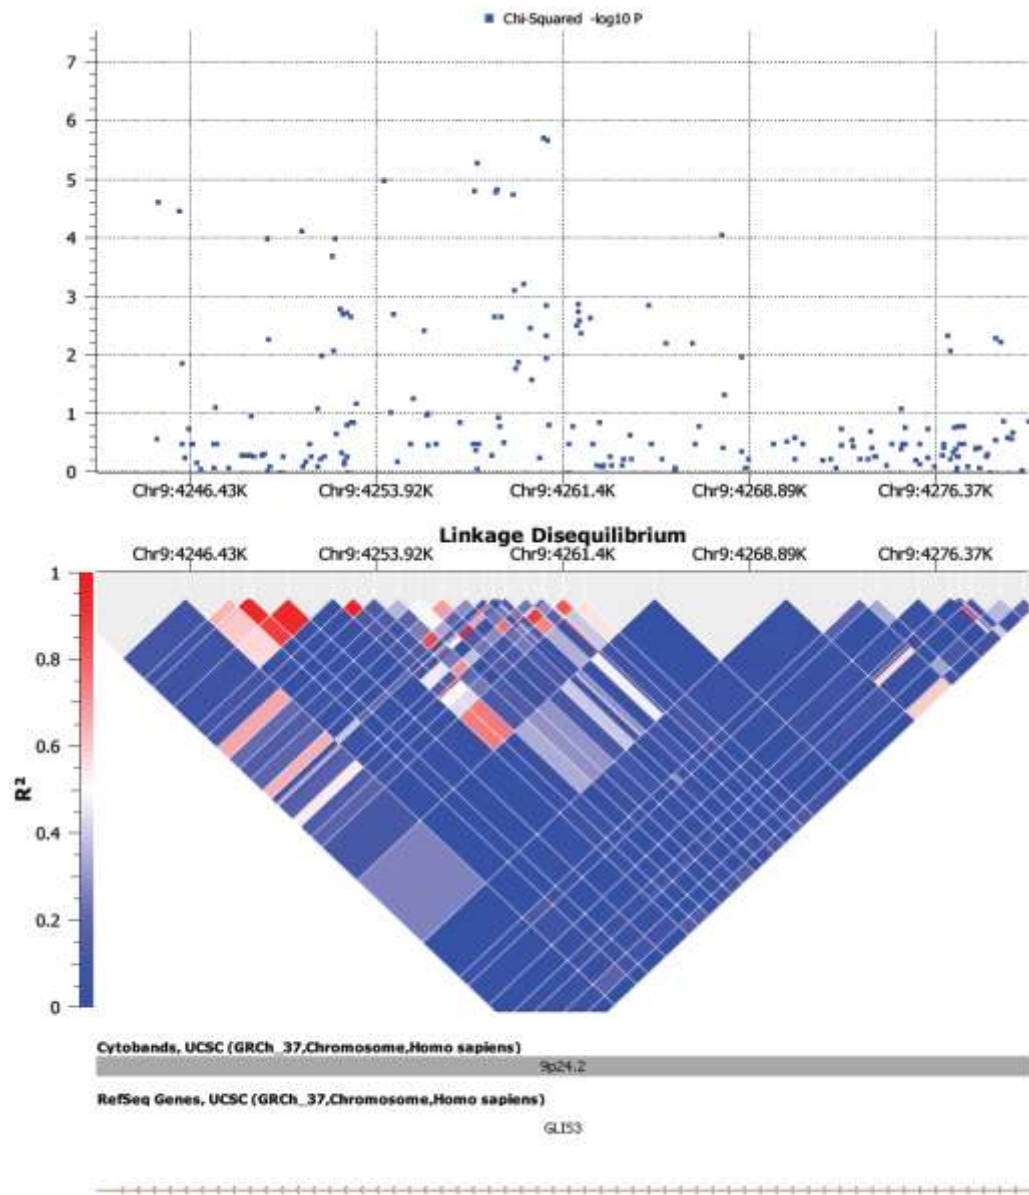 Chi-Squared -log10 P
7
6
5
4
3
2
1
0
Chr9:4246.43K Chr9:4253.92K Chr9:4261.4K Chr9:4268.89K Chr9:4276.37K
Linkage Disequilibrium
Chr9:4246.43K Chr9:4253.92K Chr9:4261.4K Chr9:4268.89K Chr9:4276.37K
1
0.8
0.6
R²
0.4
0.2
0
Cytobands, UCSC (GRCh_37,Chromosome,Homo sapiens)
9p24.2
RefSeq Genes, UCSC (GRCh_37,Chromosome,Homo sapiens)
GLIS3